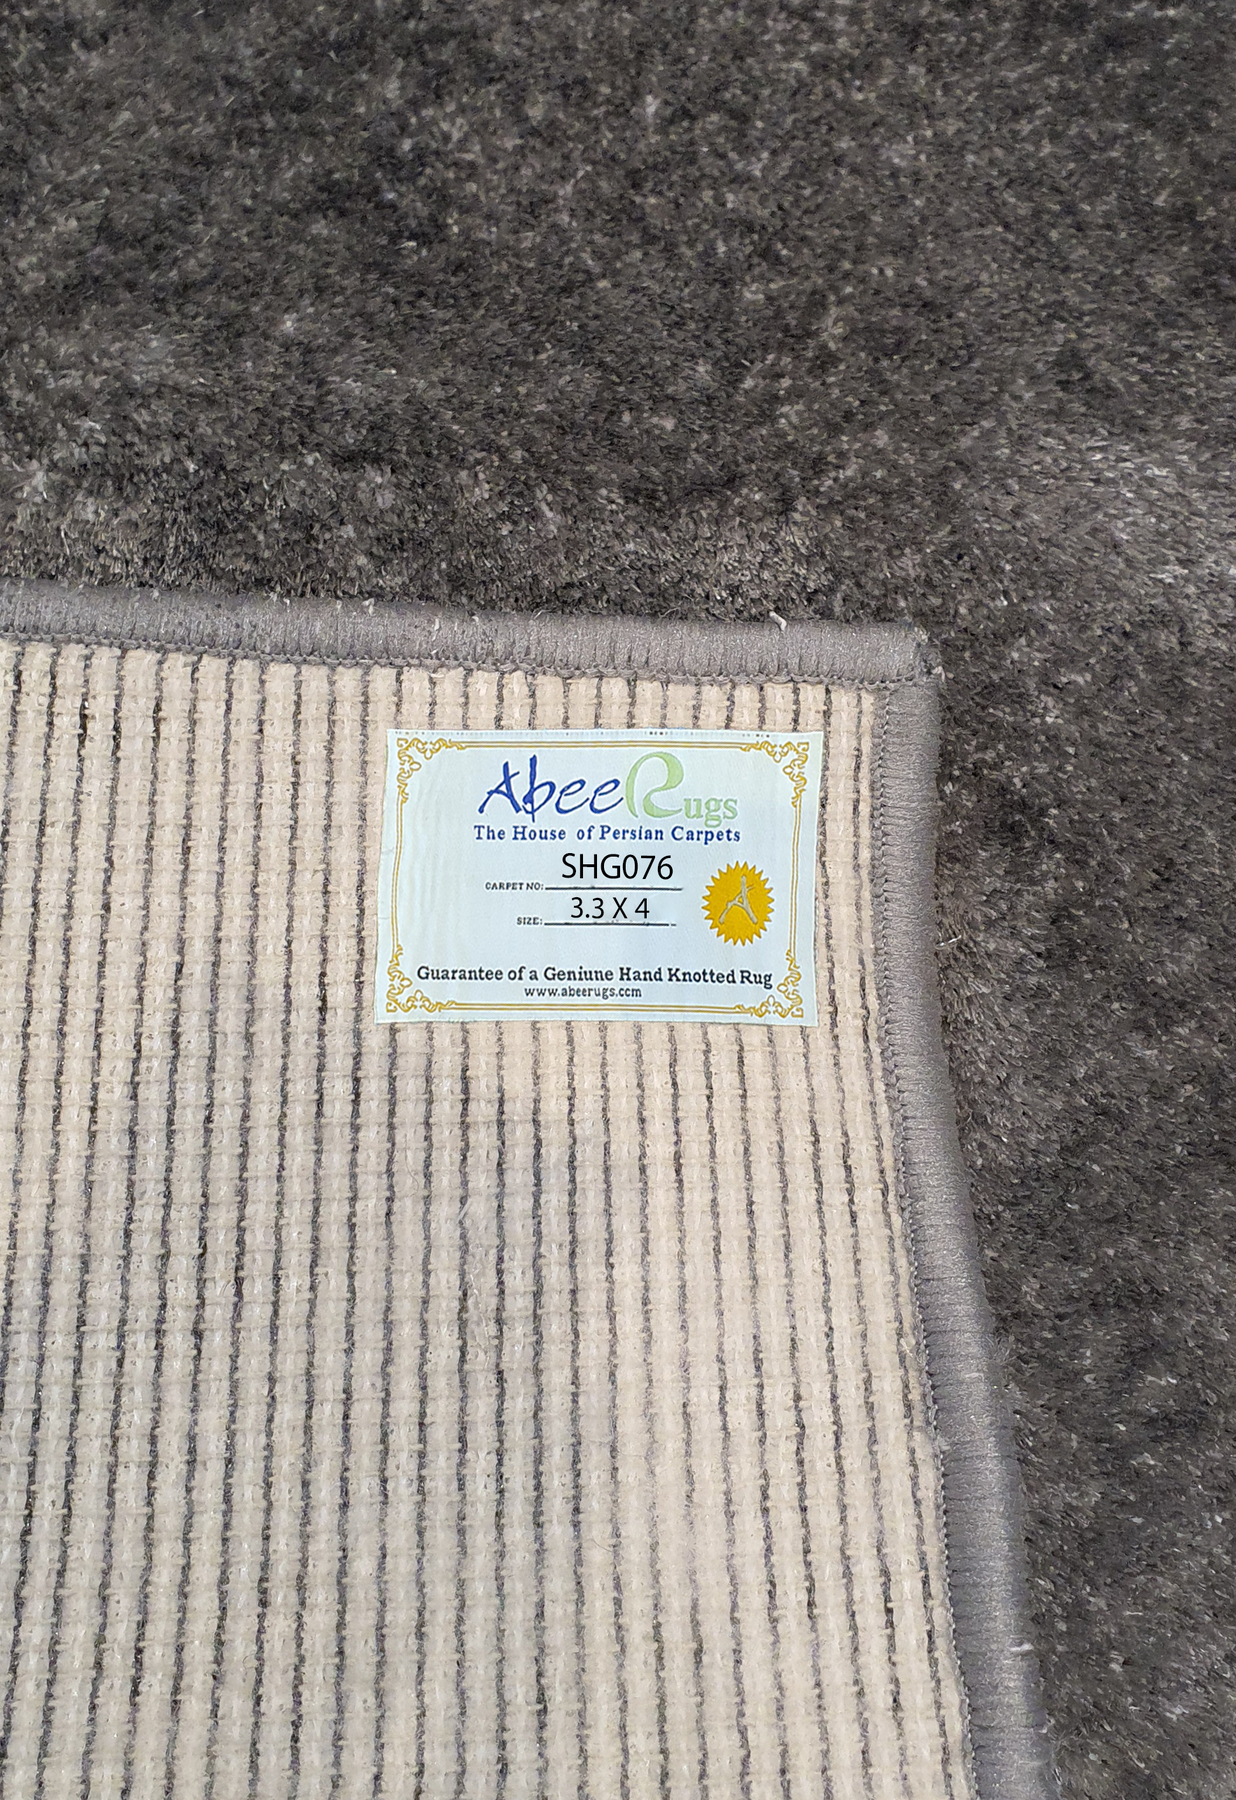 AbeeRugs
The House of Persian Carpets
SHG076
CARPET NO:
3.3 X 4
SIZE:
Guarantee of a Geniune Hand Knotted Rug
www.abeerugs.com